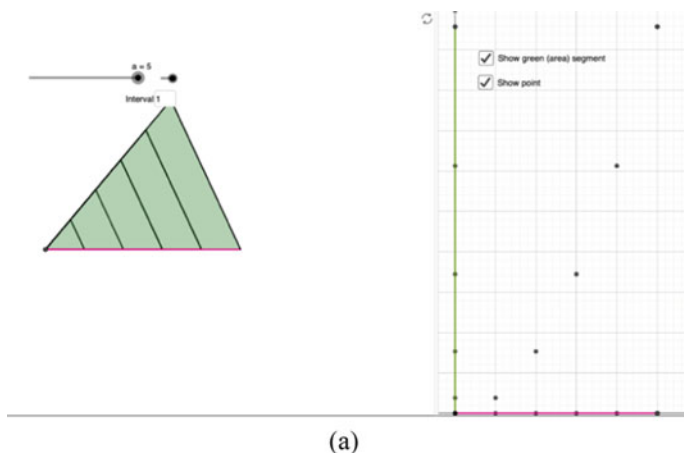 a = 5
Interval 1
Show green (area) segment
Show point
(a)